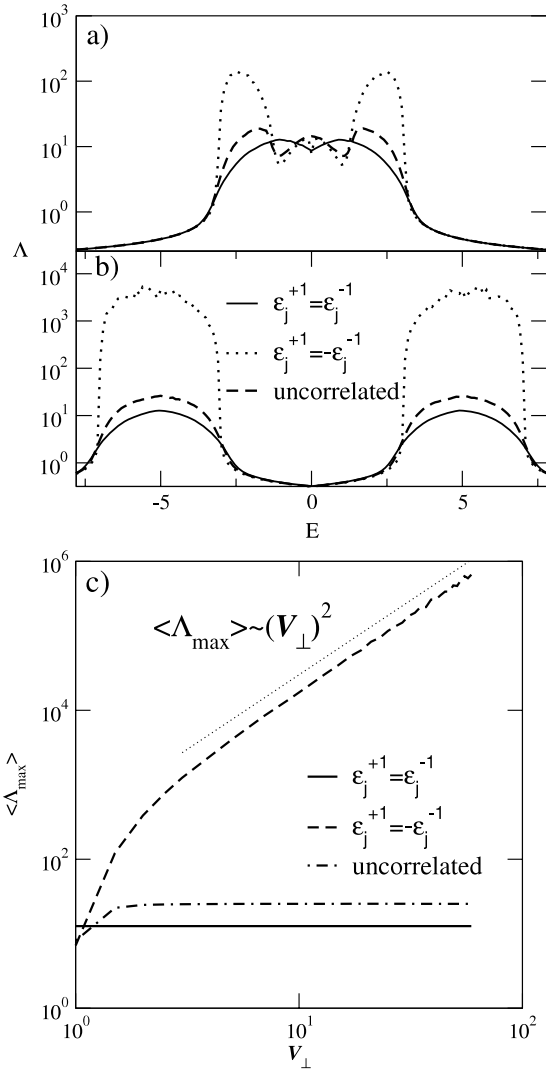 a)
10³
10²
10¹
10⁰
Λ
b)
10⁴
10³
10²
10¹
10⁰
ε_j^{+1}=ε_j^{-1}
ε_j^{+1}=-ε_j^{-1}
uncorrelated
-5
0
5
E
c)
10⁶
10⁴
10²
10⁰
<Λ_max>~(V_⊥)²
<Λ_max>
ε_j^{+1}=ε_j^{-1}
ε_j^{+1}=-ε_j^{-1}
uncorrelated
10⁰
10¹
10²
V_⊥